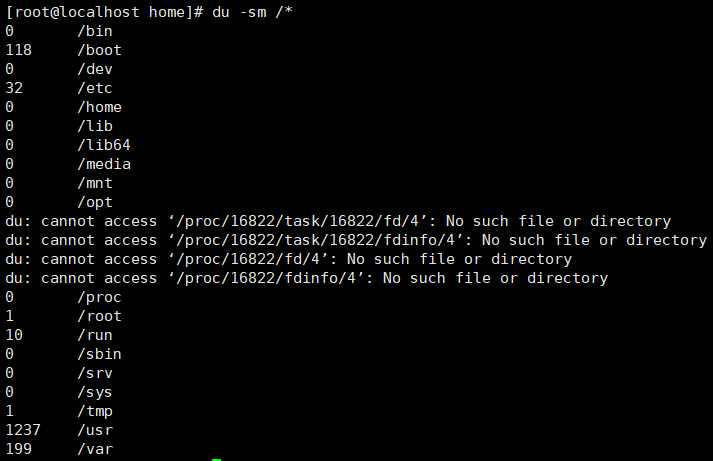 [root@localhost home]# du -sm /*
0       /bin
118     /boot
0       /dev
32      /etc
0       /home
0       /lib
0       /lib64
0       /media
0       /mnt
0       /opt
du: cannot access ‘/proc/16822/task/16822/fd/4’: No such file or directory
du: cannot access ‘/proc/16822/task/16822/fdinfo/4’: No such file or directory
du: cannot access ‘/proc/16822/fd/4’: No such file or directory
du: cannot access ‘/proc/16822/fdinfo/4’: No such file or directory
0       /proc
1       /root
10      /run
0       /sbin
0       /srv
0       /sys
1       /tmp
1237    /usr
199     /var